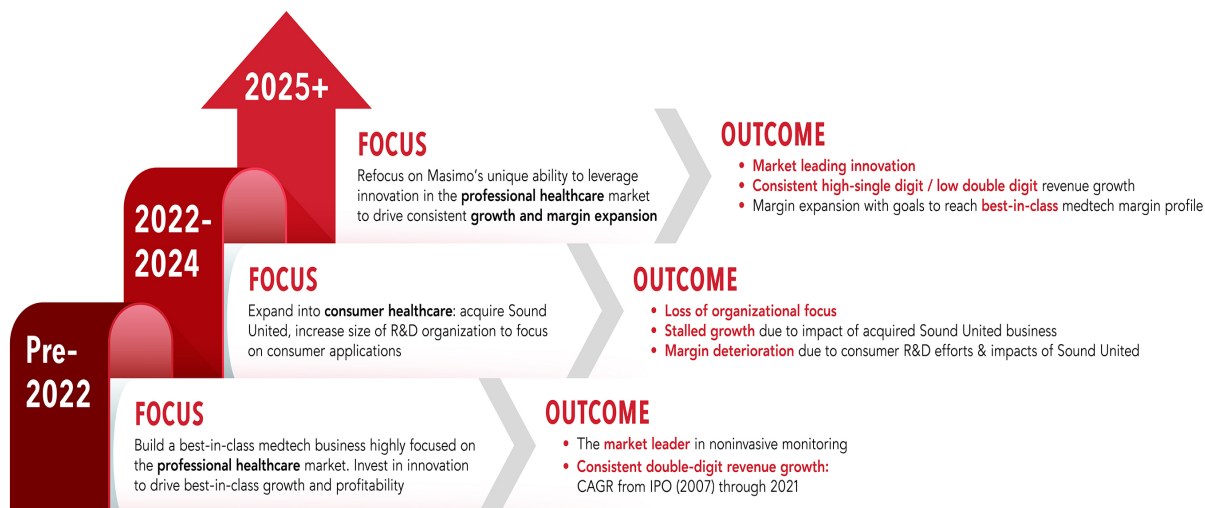 2025+
FOCUS
Refocus on Masimo's unique ability to leverage
innovation in the professional healthcare market
to drive consistent growth and margin expansion
OUTCOME
• Market leading innovation
• Consistent high-single digit / low double digit revenue growth
• Margin expansion with goals to reach best-in-class medtech margin profile
2022-
2024
FOCUS
Expand into consumer healthcare: acquire Sound
United, increase size of R&D organization to focus
on consumer applications
OUTCOME
• Loss of organizational focus
• Stalled growth due to impact of acquired Sound United business
• Margin deterioration due to consumer R&D efforts & impacts of Sound United
Pre-
2022
FOCUS
Build a best-in-class medtech business highly focused on
the professional healthcare market. Invest in innovation
to drive best-in-class growth and profitability
OUTCOME
• The market leader in noninvasive monitoring
• Consistent double-digit revenue growth:
CAGR from IPO (2007) through 2021